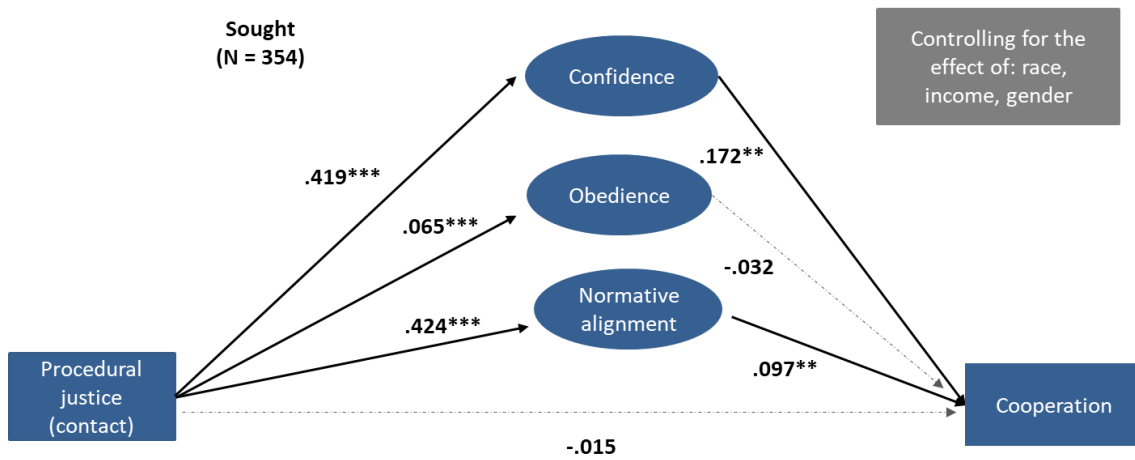 Sought
(N = 354)
Confidence
Controlling for the
effect of: race,
income, gender
.419***
.172**
Obedience
.065***
-.032
Normative
alignment
.424***
.097**
Procedural
justice
(contact)
Cooperation
-.015